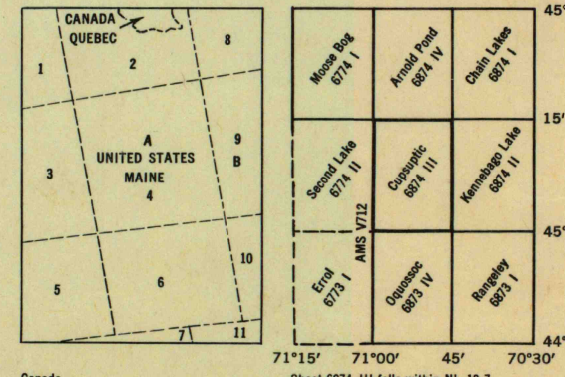 CANADA
QUEBEC
1
2
8
3
A
UNITED STATES
MAINE
4
9
B
5
6
10
7
11
Moose Bog
6774 I
Arnold Pond
6874 IV
Chain Lakes
6874 I
Second Lake
6774 II
Cupsuptic
6874 III
Kennebago Lake
6874 II
Errol
6773 I
Oquossoc
6873 IV
Rangeley
6873 I
AMS V712
45°
15'
45'
44°
71°15'
71°00'
45'
70°30'
Canada